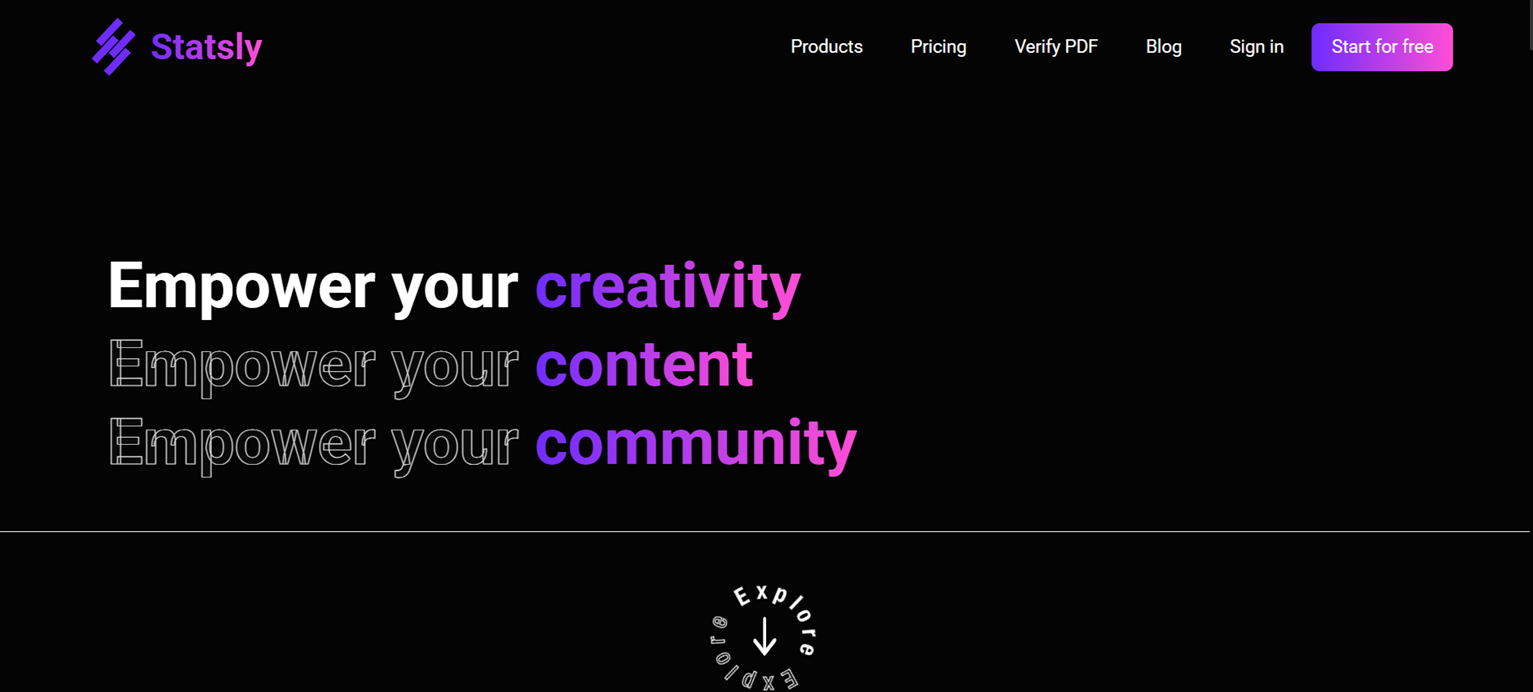 Statsly
Products Pricing Verify PDF Blog Sign in Start for free
Empower your creativity
Empower your content
Empower your community
Explore Explore